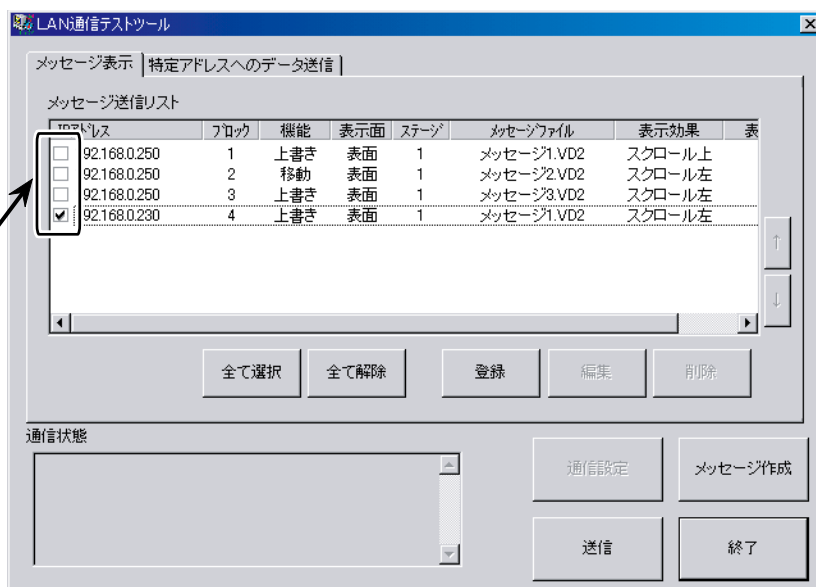 LAN通信テストツール
メッセージ表示 特定アドレスへのデータ送信
メッセージ送信リスト
IPアドレス ブロック 機能 表示面 ステージ メッセージファイル 表示効果 表
92.168.0.250 1 上書き 表面 1 メッセージ1.VD2 スクロール上
92.168.0.250 2 移動 表面 1 メッセージ2.VD2 スクロール左
92.168.0.250 3 上書き 表面 1 メッセージ3.VD2 スクロール左
92.168.0.230 4 上書き 表面 1 メッセージ1.VD2 スクロール左
↑
↓
全て選択 全て解除 登録 編集 削除
通信状態
通信設定 メッセージ作成
送信 終了